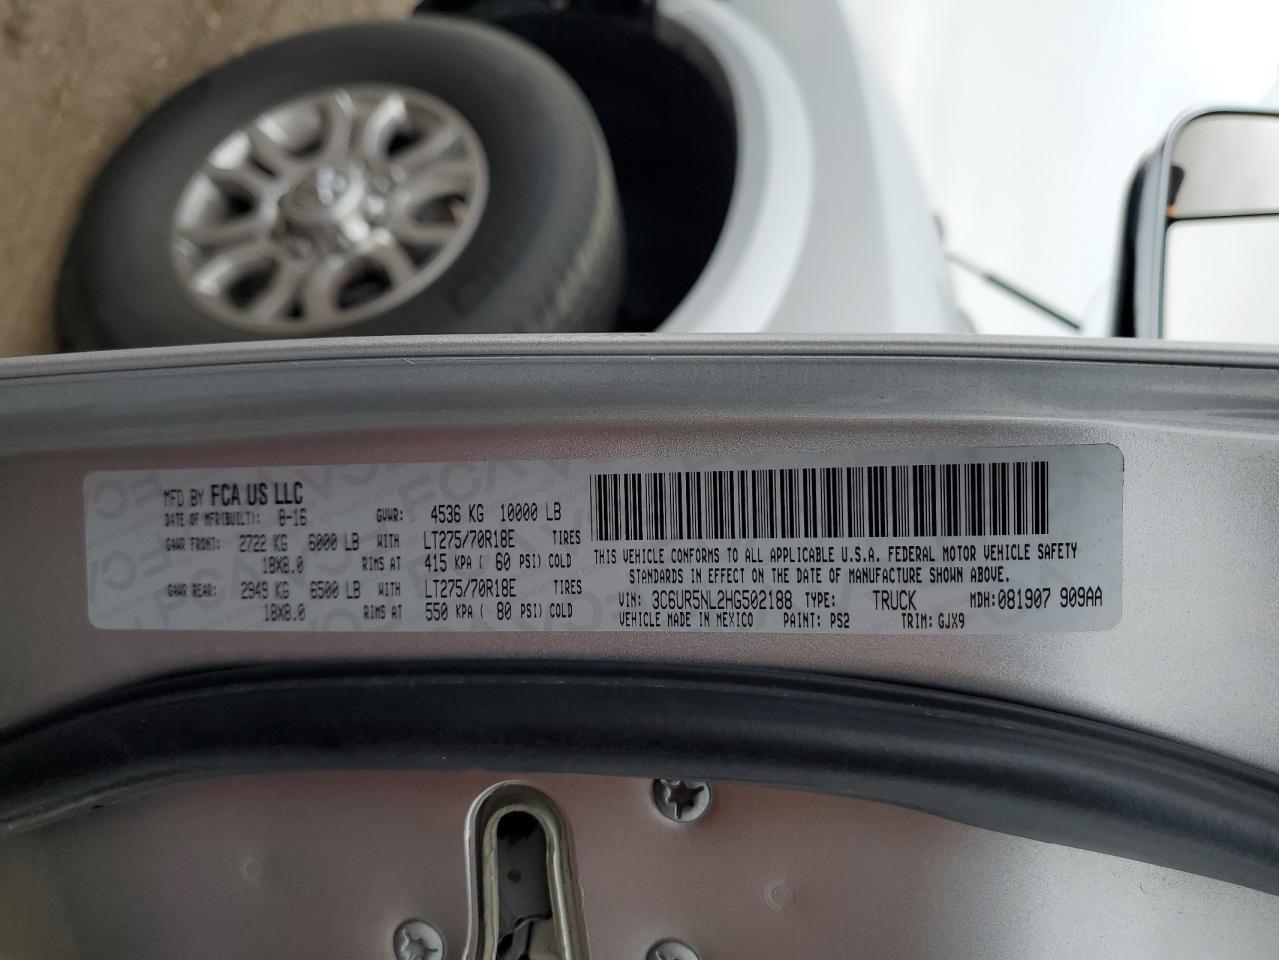 MFD BY FCA US LLC
DATE OF MFR(BUILT): 8-16 GVWR: 4536 KG 10000 LB
GAWR FRONT: 2722 KG 6000 LB WITH LT275/70R18E TIRES
18X8.0 RIMS AT 415 KPA ( 60 PSI) COLD
GAWR REAR: 2949 KG 6500 LB WITH LT275/70R18E TIRES
18X8.0 RIMS AT 550 KPA ( 80 PSI) COLD
THIS VEHICLE CONFORMS TO ALL APPLICABLE U.S.A. FEDERAL MOTOR VEHICLE SAFETY
STANDARDS IN EFFECT ON THE DATE OF MANUFACTURE SHOWN ABOVE.
VIN: 3C6UR5NL2HG502188 TYPE: TRUCK MDH:081907 909AA
VEHICLE MADE IN MEXICO PAINT: PS2 TRIM: GJX9